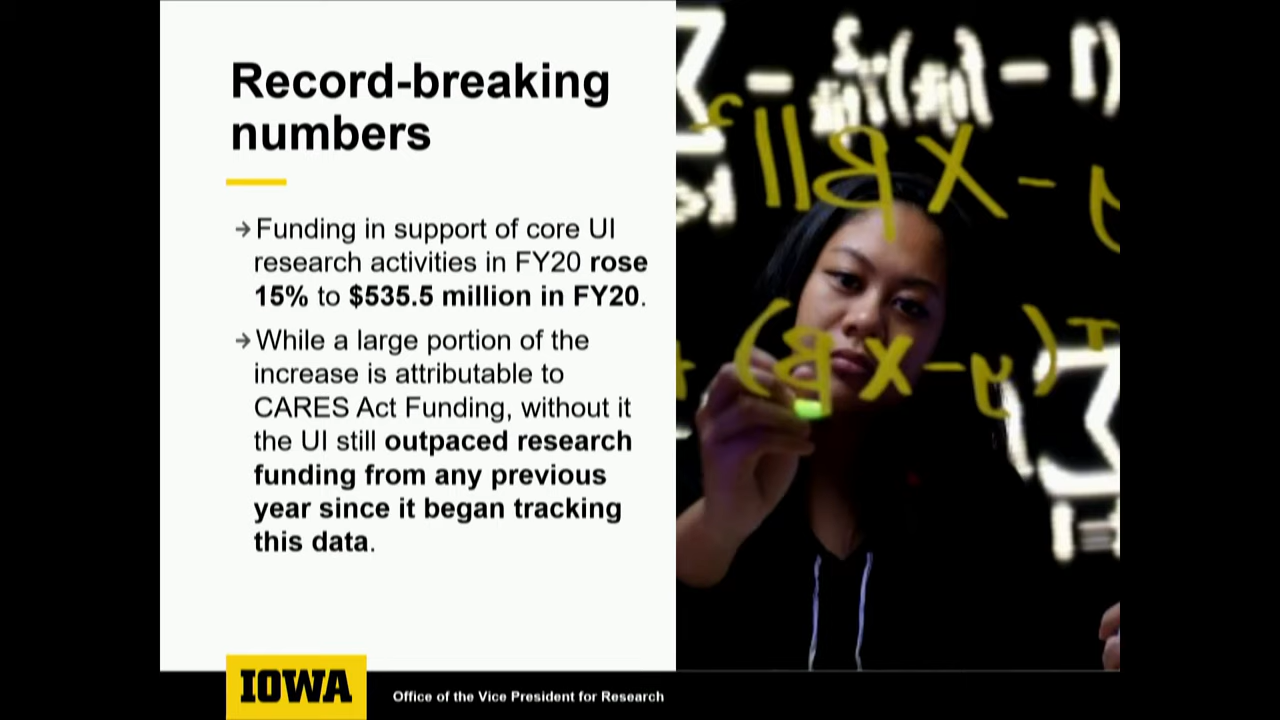 Record-breaking
numbers
→Funding in support of core UI
research activities in FY20 rose
15% to $535.5 million in FY20.
→While a large portion of the
increase is attributable to
CARES Act Funding, without it
the UI still outpaced research
funding from any previous
year since it began tracking
this data.
IOWA
Office of the Vice President for Research